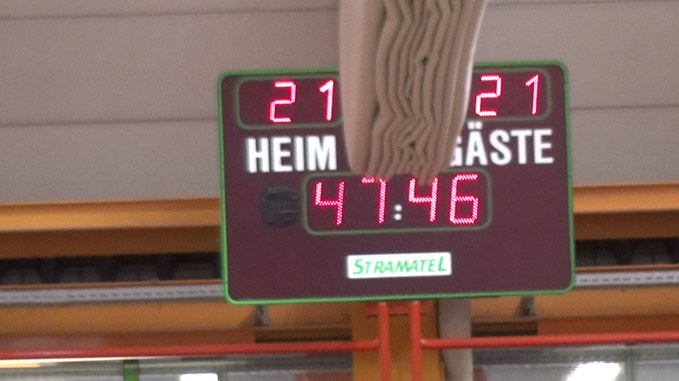 21 21
HEIM GÄSTE
47:46
STRAMATEL